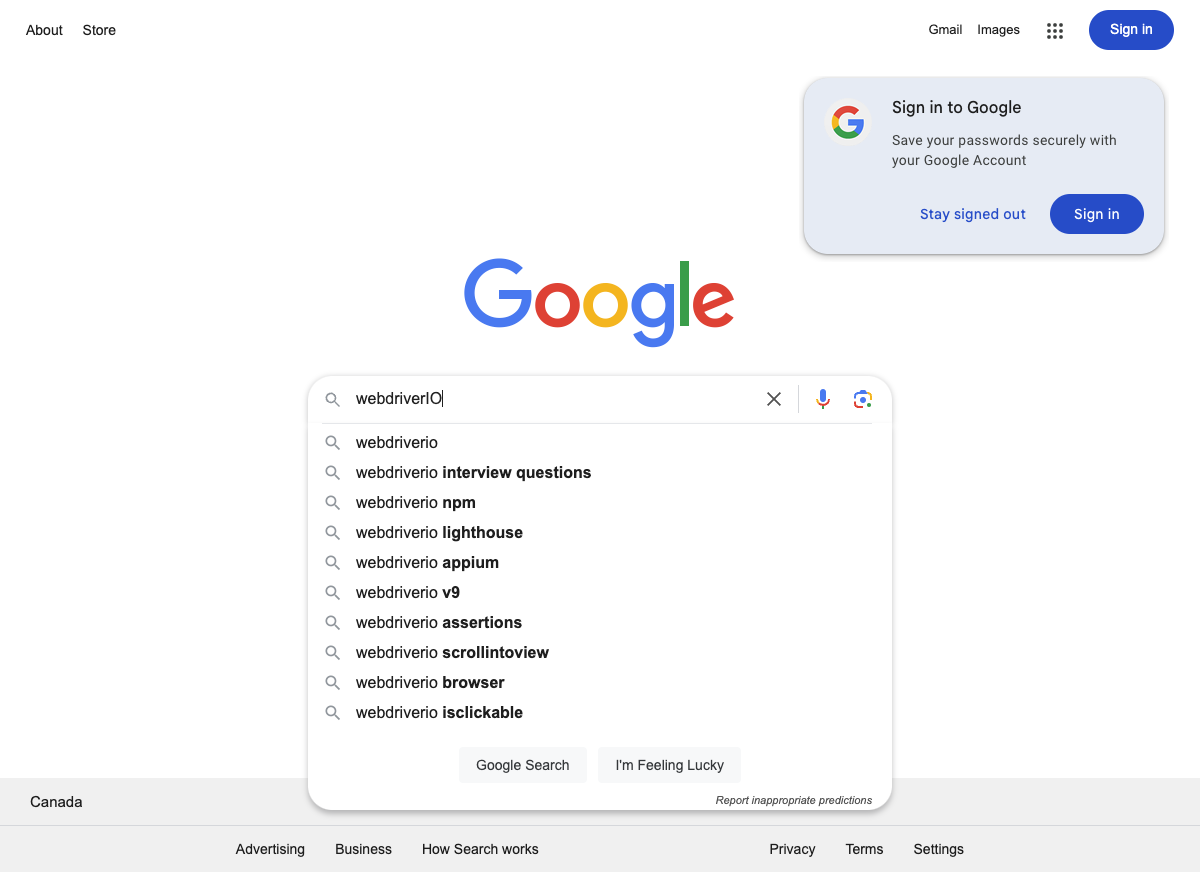 About Store
Gmail Images Sign in
Sign in to Google
Save your passwords securely with
your Google Account
Stay signed out Sign in
Google
webdriverIO
webdriverio
webdriverio interview questions
webdriverio npm
webdriverio lighthouse
webdriverio appium
webdriverio v9
webdriverio assertions
webdriverio scrollintoview
webdriverio browser
webdriverio isclickable
Google Search I'm Feeling Lucky
Report inappropriate predictions
Canada
Advertising Business How Search works Privacy Terms Settings